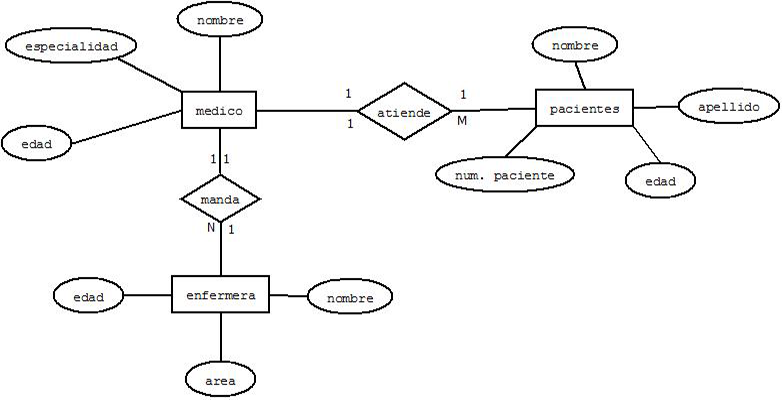 nombre
especialidad
nombre
medico
1
1
atiende
1
M
pacientes
apellido
edad
num. paciente
edad
1 1
manda
N 1
edad
enfermera
nombre
area